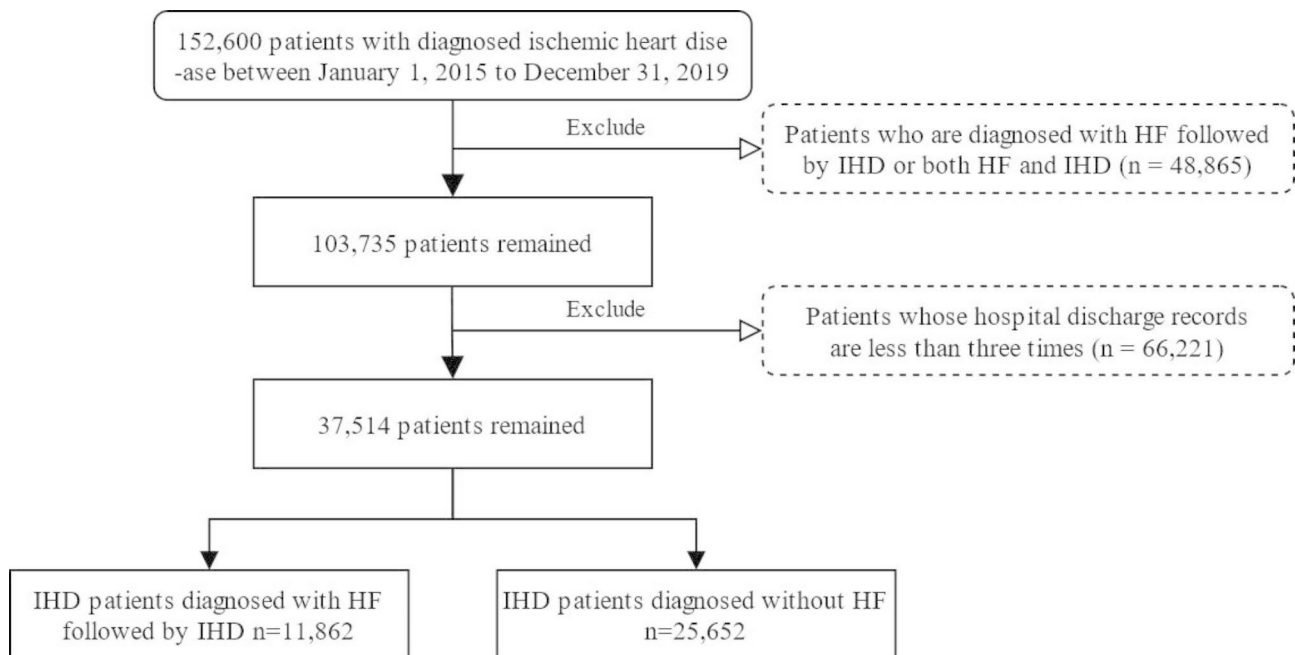 152,600 patients with diagnosed ischemic heart dise
-ase between January 1, 2015 to December 31, 2019
Exclude
Patients who are diagnosed with HF followed
by IHD or both HF and IHD (n = 48,865)
103,735 patients remained
Exclude
Patients whose hospital discharge records
are less than three times (n = 66,221)
37,514 patients remained
IHD patients diagnosed with HF
followed by IHD n=11,862
IHD patients diagnosed without HF
n=25,652